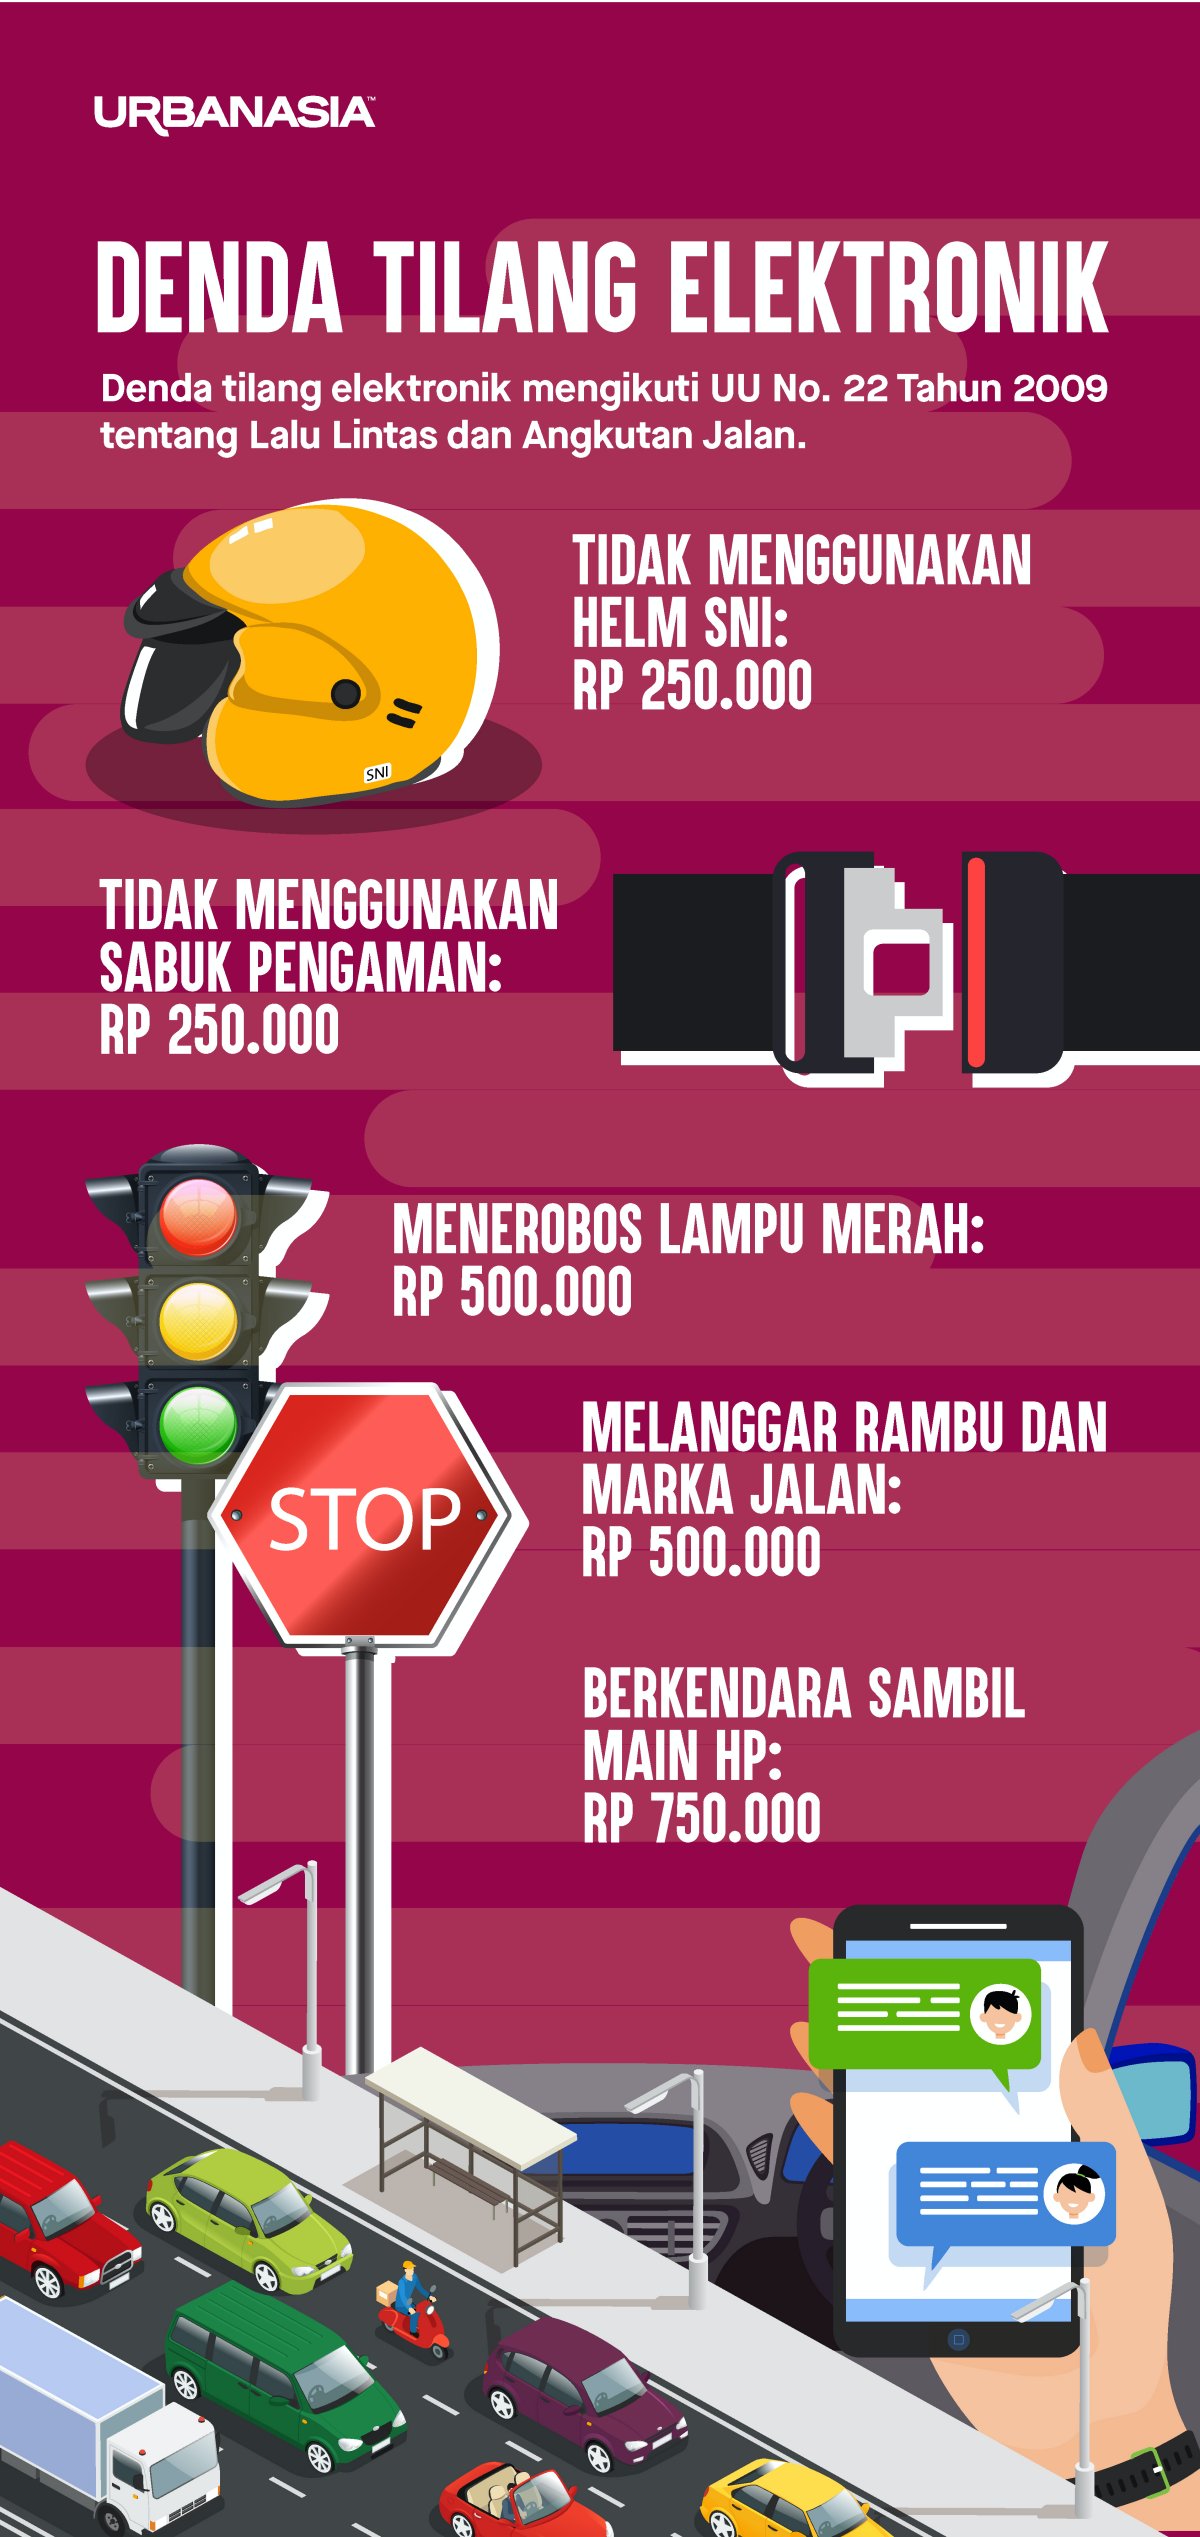 URBANASIA™
DENDA TILANG ELEKTRONIK
Denda tilang elektronik mengikuti UU No. 22 Tahun 2009
tentang Lalu Lintas dan Angkutan Jalan.
TIDAK MENGGUNAKAN
HELM SNI:
RP 250.000
SNI
TIDAK MENGGUNAKAN
SABUK PENGAMAN:
RP 250.000
MENEROBOS LAMPU MERAH:
RP 500.000
MELANGGAR RAMBU DAN
MARKA JALAN:
RP 500.000
STOP
BERKENDARA SAMBIL
MAIN HP:
RP 750.000